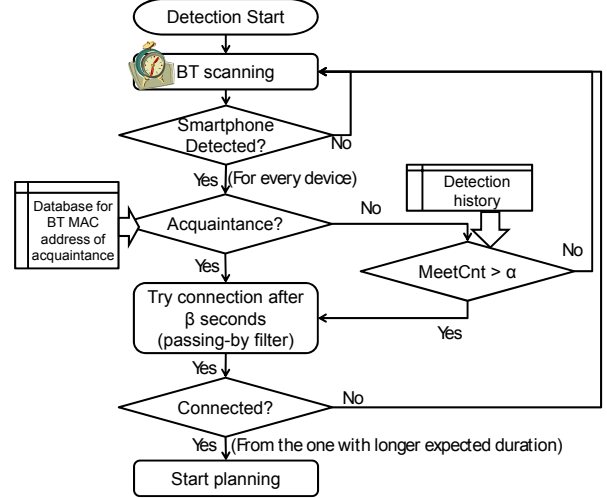 Detection Start
BT scanning
Smartphone
Detected?
No
Yes (For every device)
Database for
BT MAC
address of
acquaintance
Acquaintance?
No
Detection
history
Yes
MeetCnt > α
No
Try connection after
β seconds
(passing-by filter)
Yes
Yes
Connected?
No
Yes (From the one with longer expected duration)
Start planning